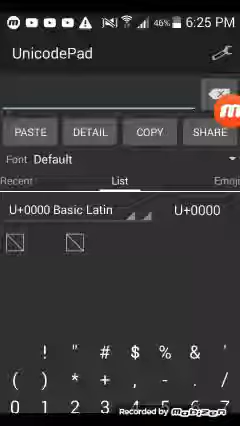 46% 6:25 PM
UnicodePad
PASTE DETAIL COPY SHARE
Font Default
Recent List Emoji
U+0000 Basic Latin U+0000
! " # $ % & '
( ) * + , - . /
0 1 2 3 4 5 6 7
Recorded by Mobizen